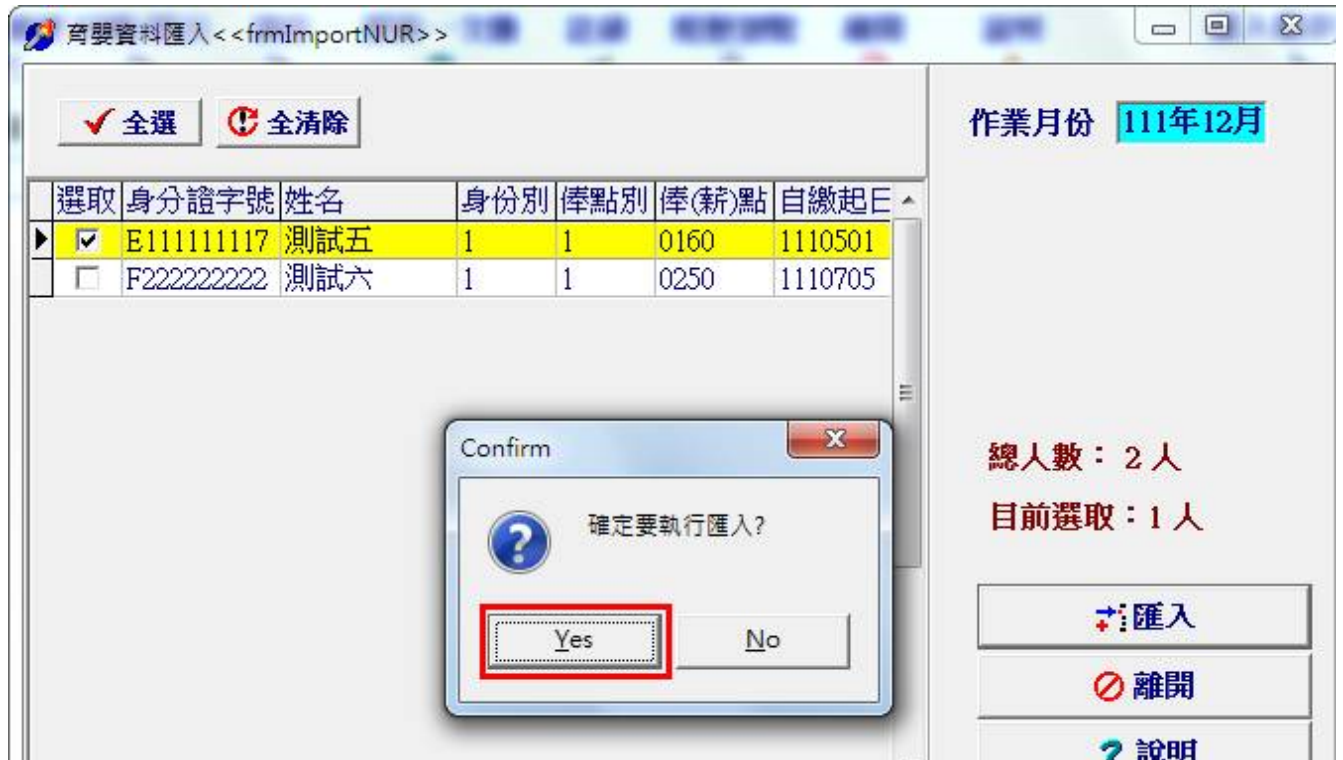 育嬰資料匯入<<frmImportNUR>>
全選 全清除
作業月份 111年12月
選取 身分證字號 姓名 身份別 俸點別 俸(薪)點 自繳起日
E111111117 測試五 1 1 0160 1110501
F222222222 測試六 1 1 0250 1110705
Confirm
確定要執行匯入?
Yes No
總人數：2人
目前選取：1人
匯入
離開
說明